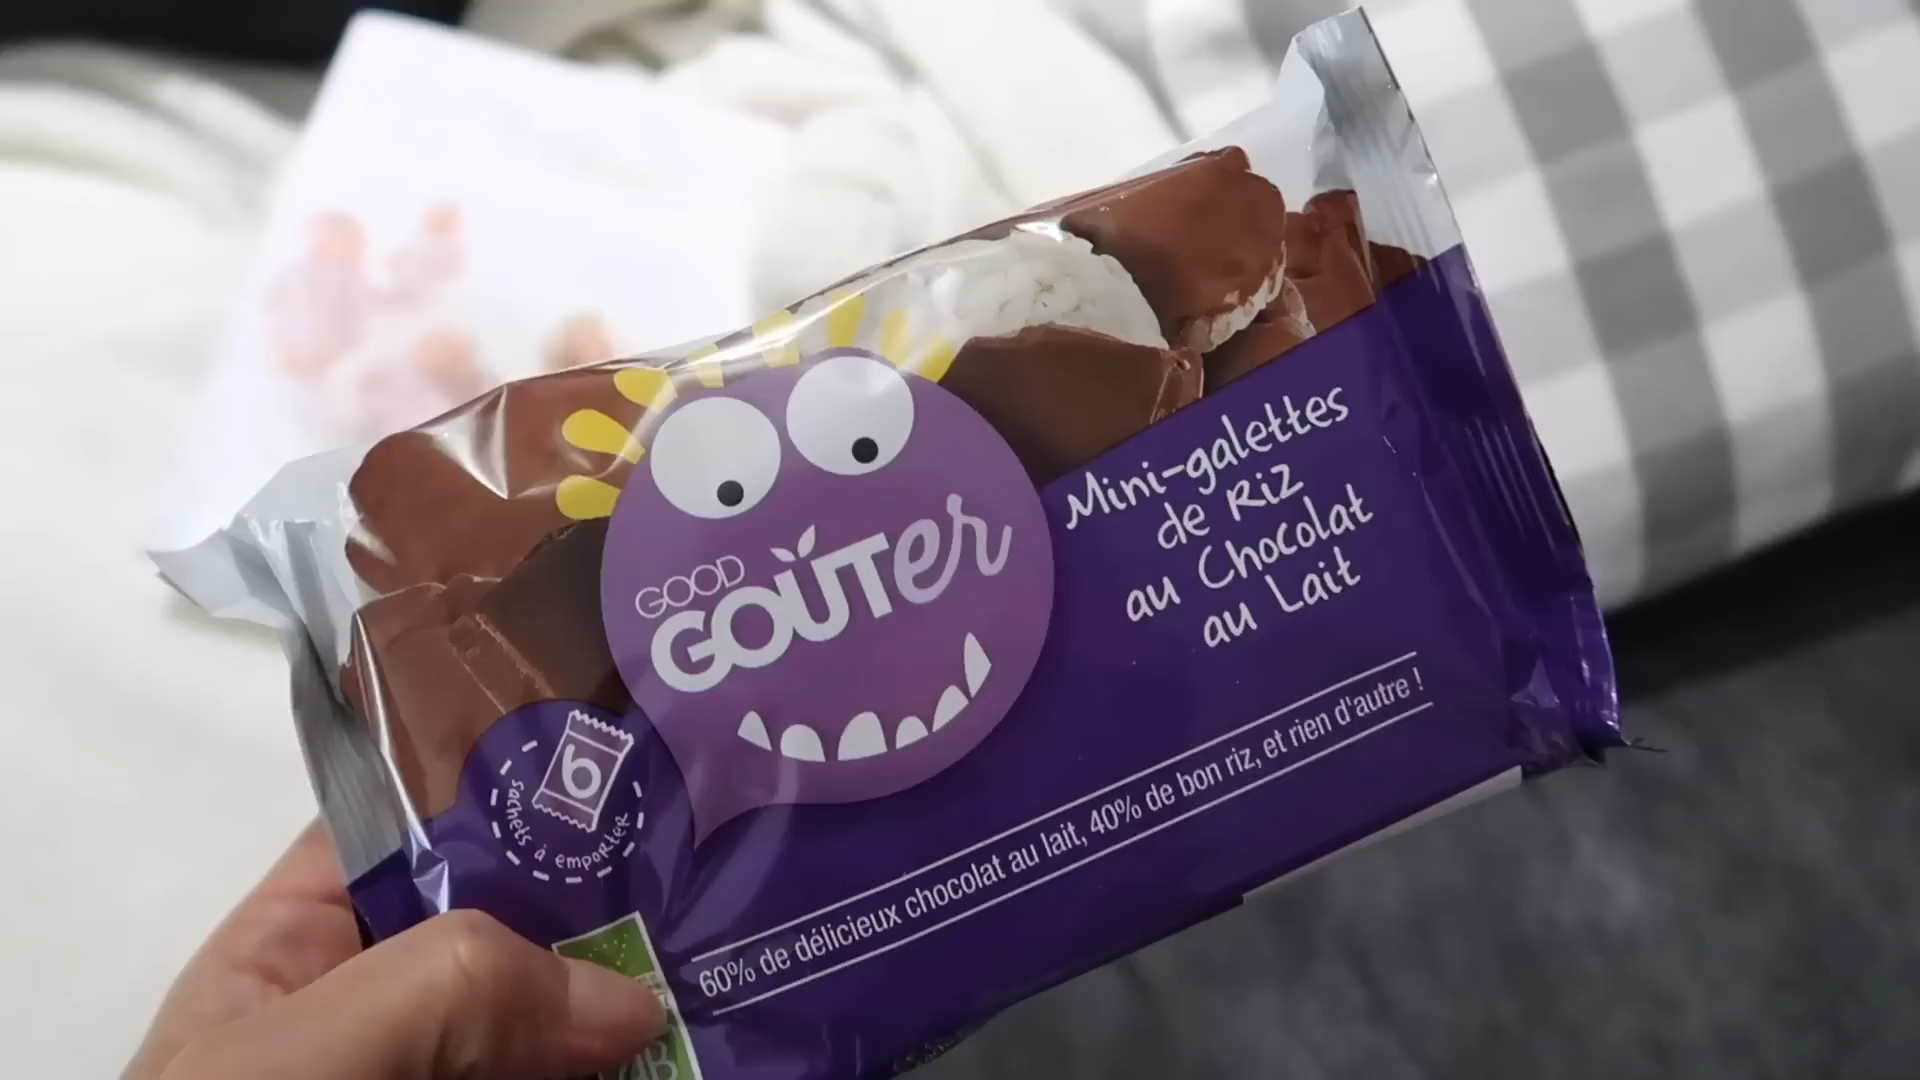 Mini-galettes
de Riz
au Chocolat
au Lait
GOOD
GOÛTer
6
sachets à emporter
60% de délicieux chocolat au lait, 40% de bon riz, et rien d'autre !
AB